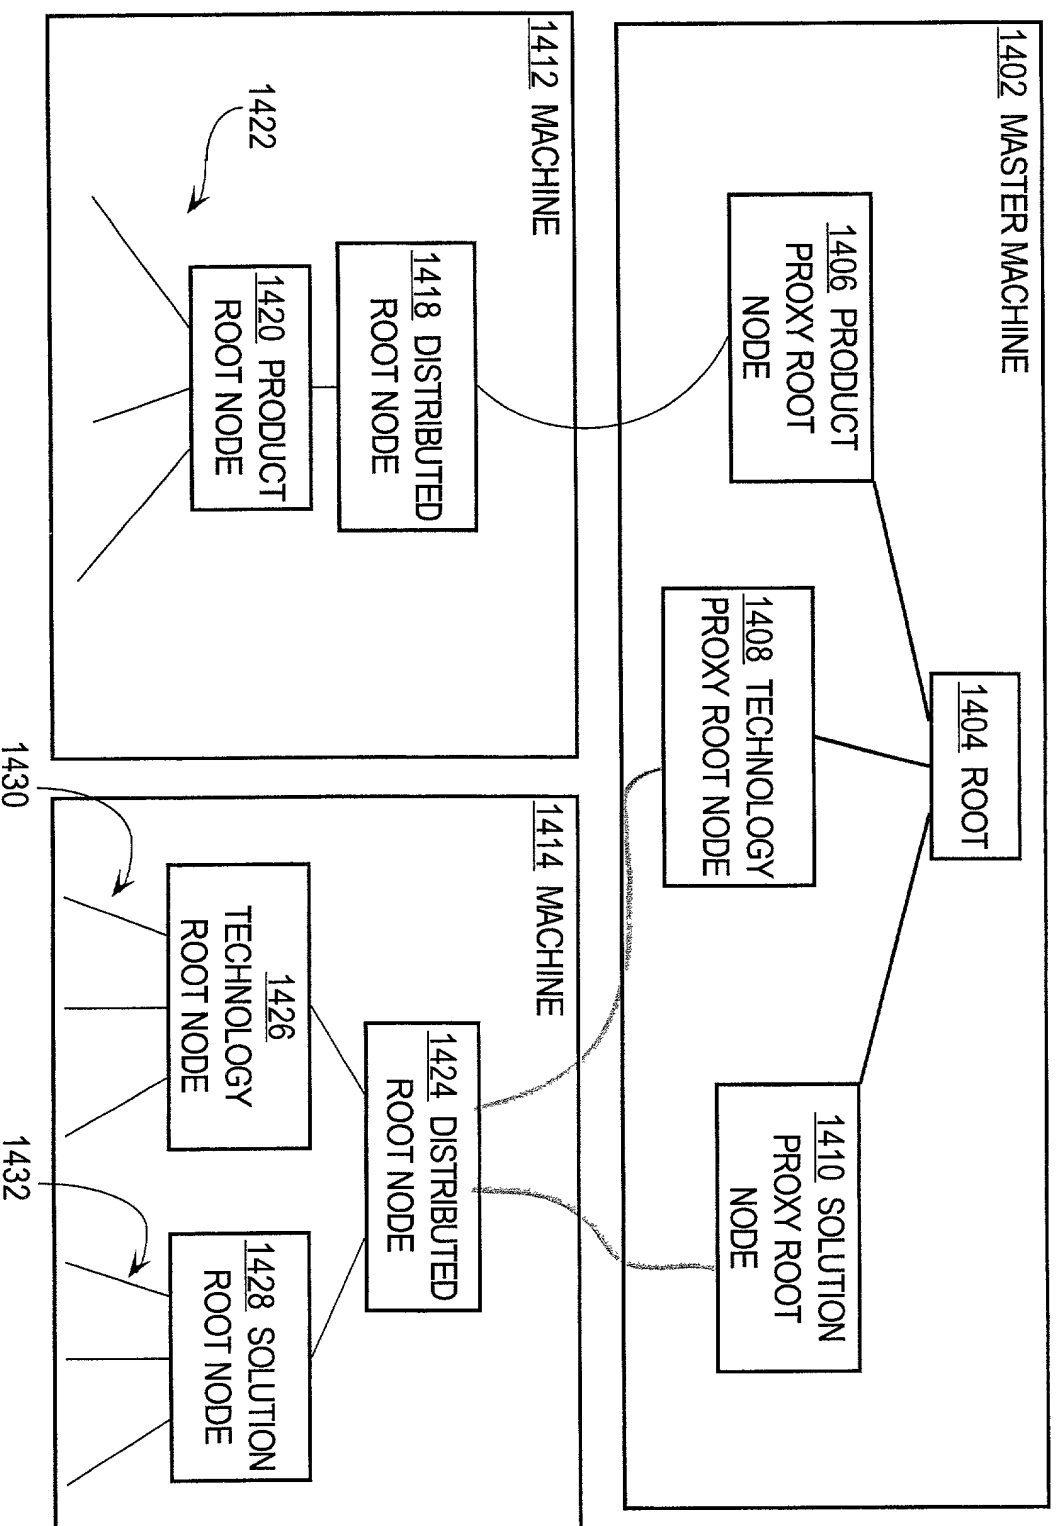 1402 MASTER MACHINE
1404 ROOT
1406 PRODUCT
PROXY ROOT
NODE
1408 TECHNOLOGY
PROXY ROOT NODE
1410 SOLUTION
PROXY ROOT
NODE
1412 MACHINE
1418 DISTRIBUTED
ROOT NODE
1420 PRODUCT
ROOT NODE
1422
1414 MACHINE
1424 DISTRIBUTED
ROOT NODE
1426
TECHNOLOGY
ROOT NODE
1428 SOLUTION
ROOT NODE
1430
1432